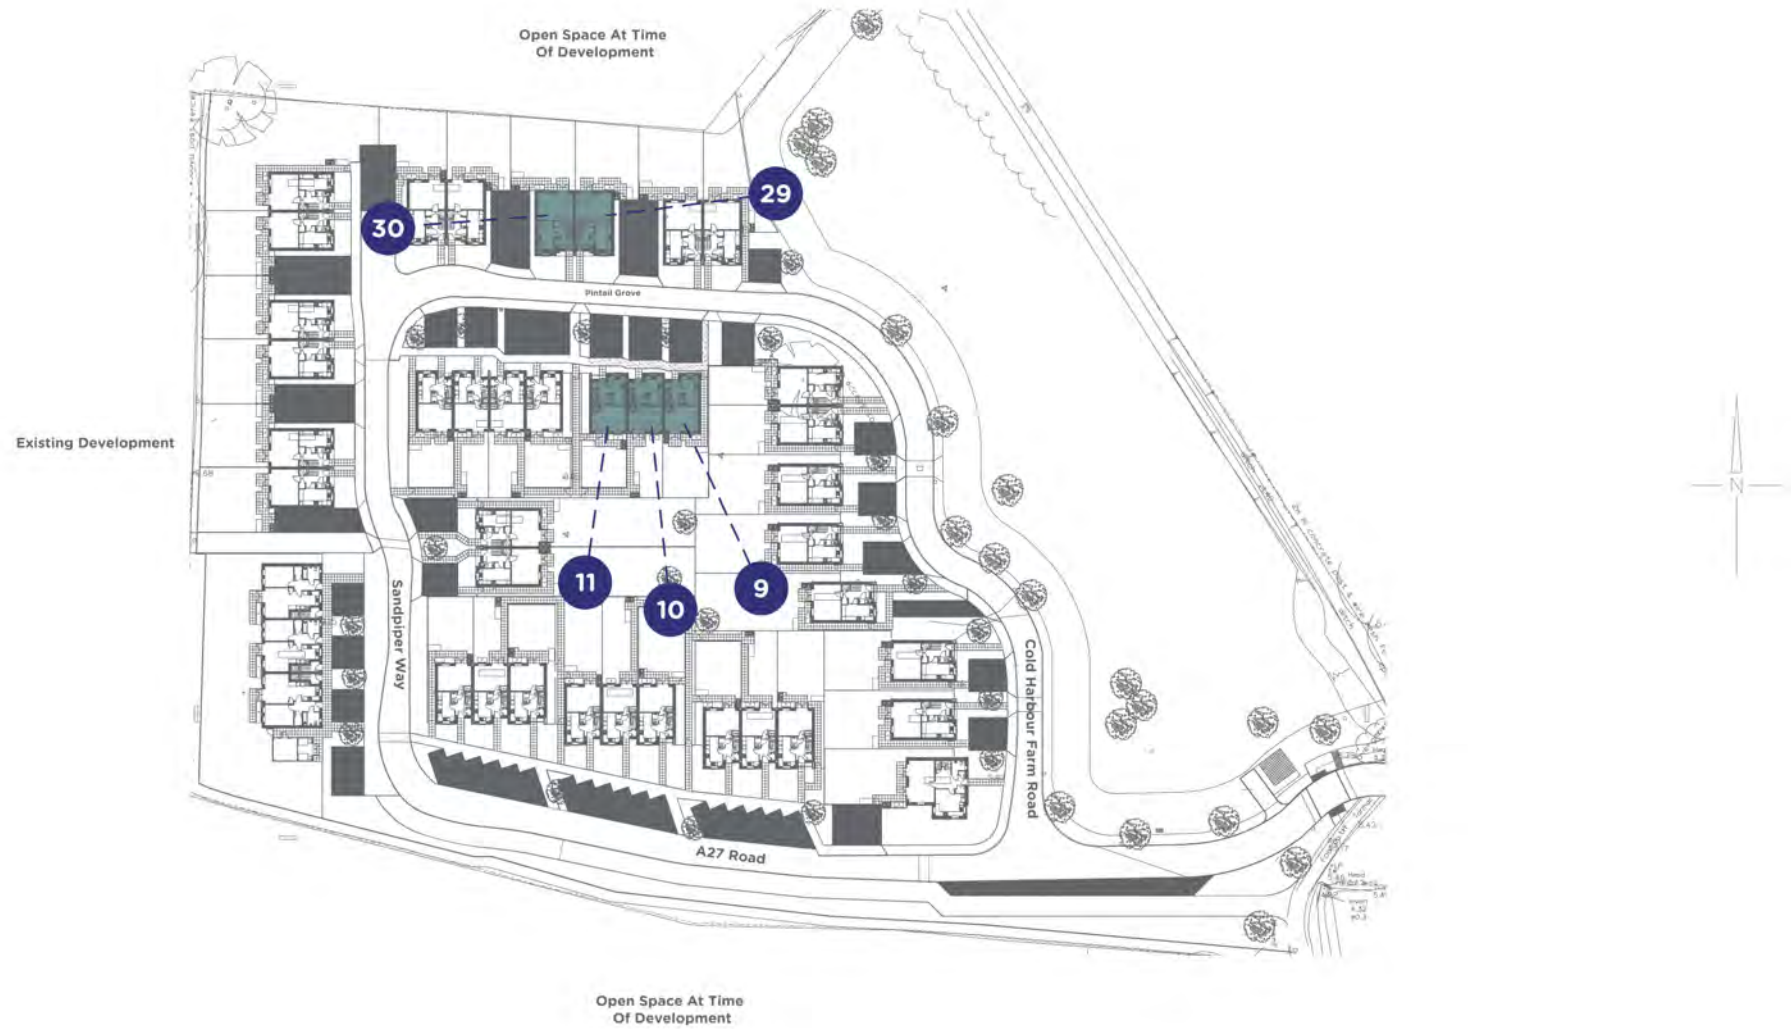 Open Space At Time
Of Development
29
30
Pintail Grove
Existing Development
N
11
10
9
Sandpiper Way
Cold Harbour Farm Road
A27 Road
Open Space At Time
Of Development